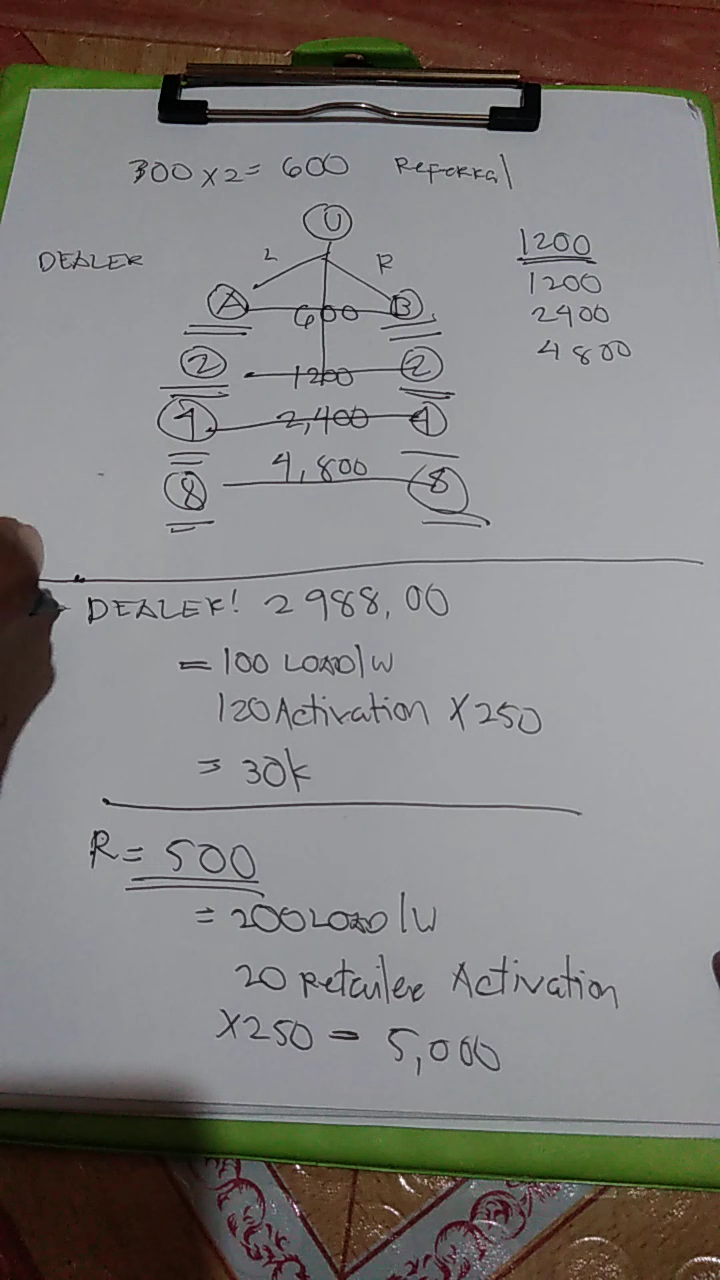 300 x 2 = 600 Referral
U
DEALER L R
A 600 B
2 1200 2
4 2,400 4
8 4,800 8
1200
1200
2400
4800
DEALER! 2988.00
= 100 LOAD/W
120 Activation x 250
= 30k
R = 500
= 200 LOAD/W
20 Retailer Activation
x 250 = 5,000